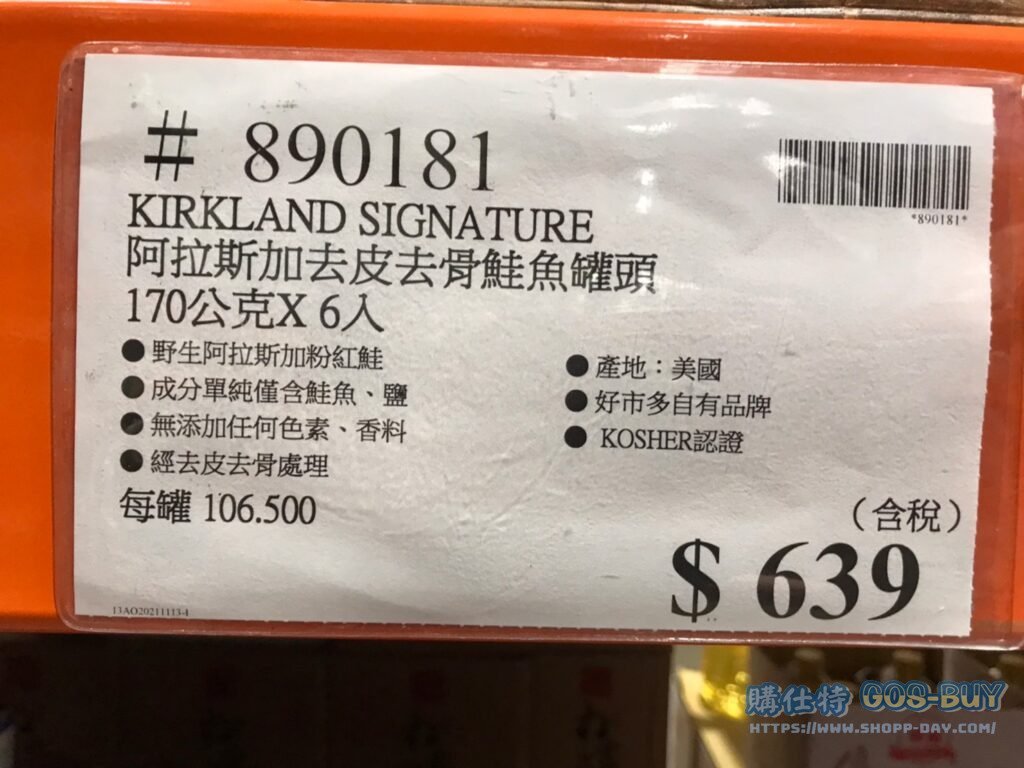 # 890181
*890181*
KIRKLAND SIGNATURE
阿拉斯加去皮去骨鮭魚罐頭
170公克X 6入
● 野生阿拉斯加粉紅鮭
● 成分單純僅含鮭魚、鹽
● 無添加任何色素、香料
● 經去皮去骨處理
● 產地：美國
● 好市多自有品牌
● KOSHER認證
每罐 106.500
（含稅）
$ 639
13AO20211113-1
購仕特 GOS-BUY
HTTPS://WWW.SHOPP-DAY.COM/